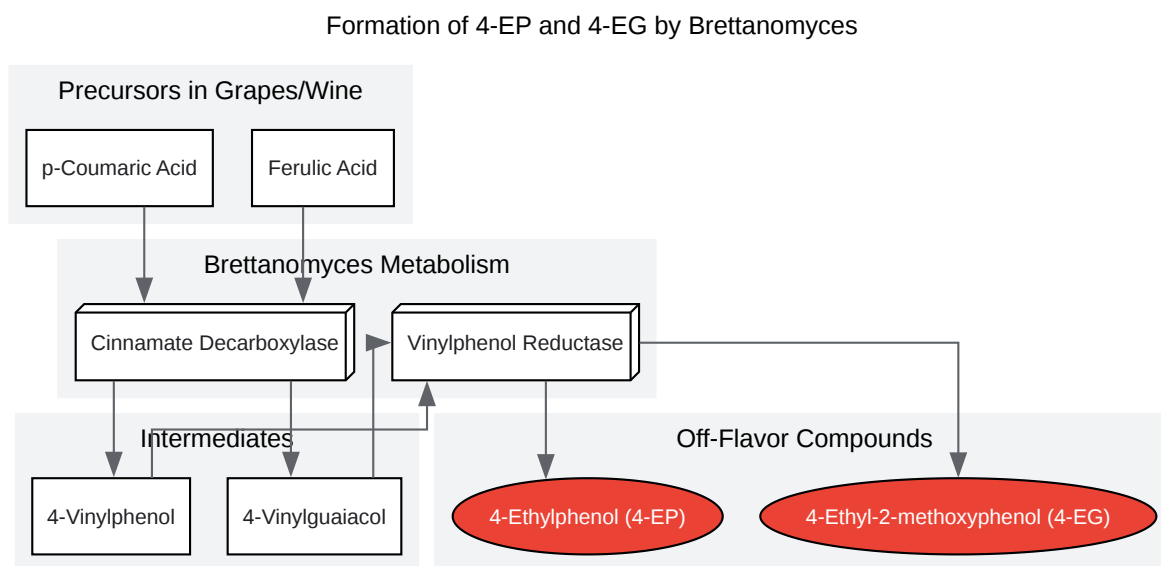 Formation of 4-EP and 4-EG by Brettanomyces
Precursors in Grapes/Wine
p-Coumaric Acid
Ferulic Acid
Brettanomyces Metabolism
Cinnamate Decarboxylase
Vinylphenol Reductase
Intermediates
4-Vinylphenol
4-Vinylguaiacol
Off-Flavor Compounds
4-Ethylphenol (4-EP)
4-Ethyl-2-methoxyphenol (4-EG)